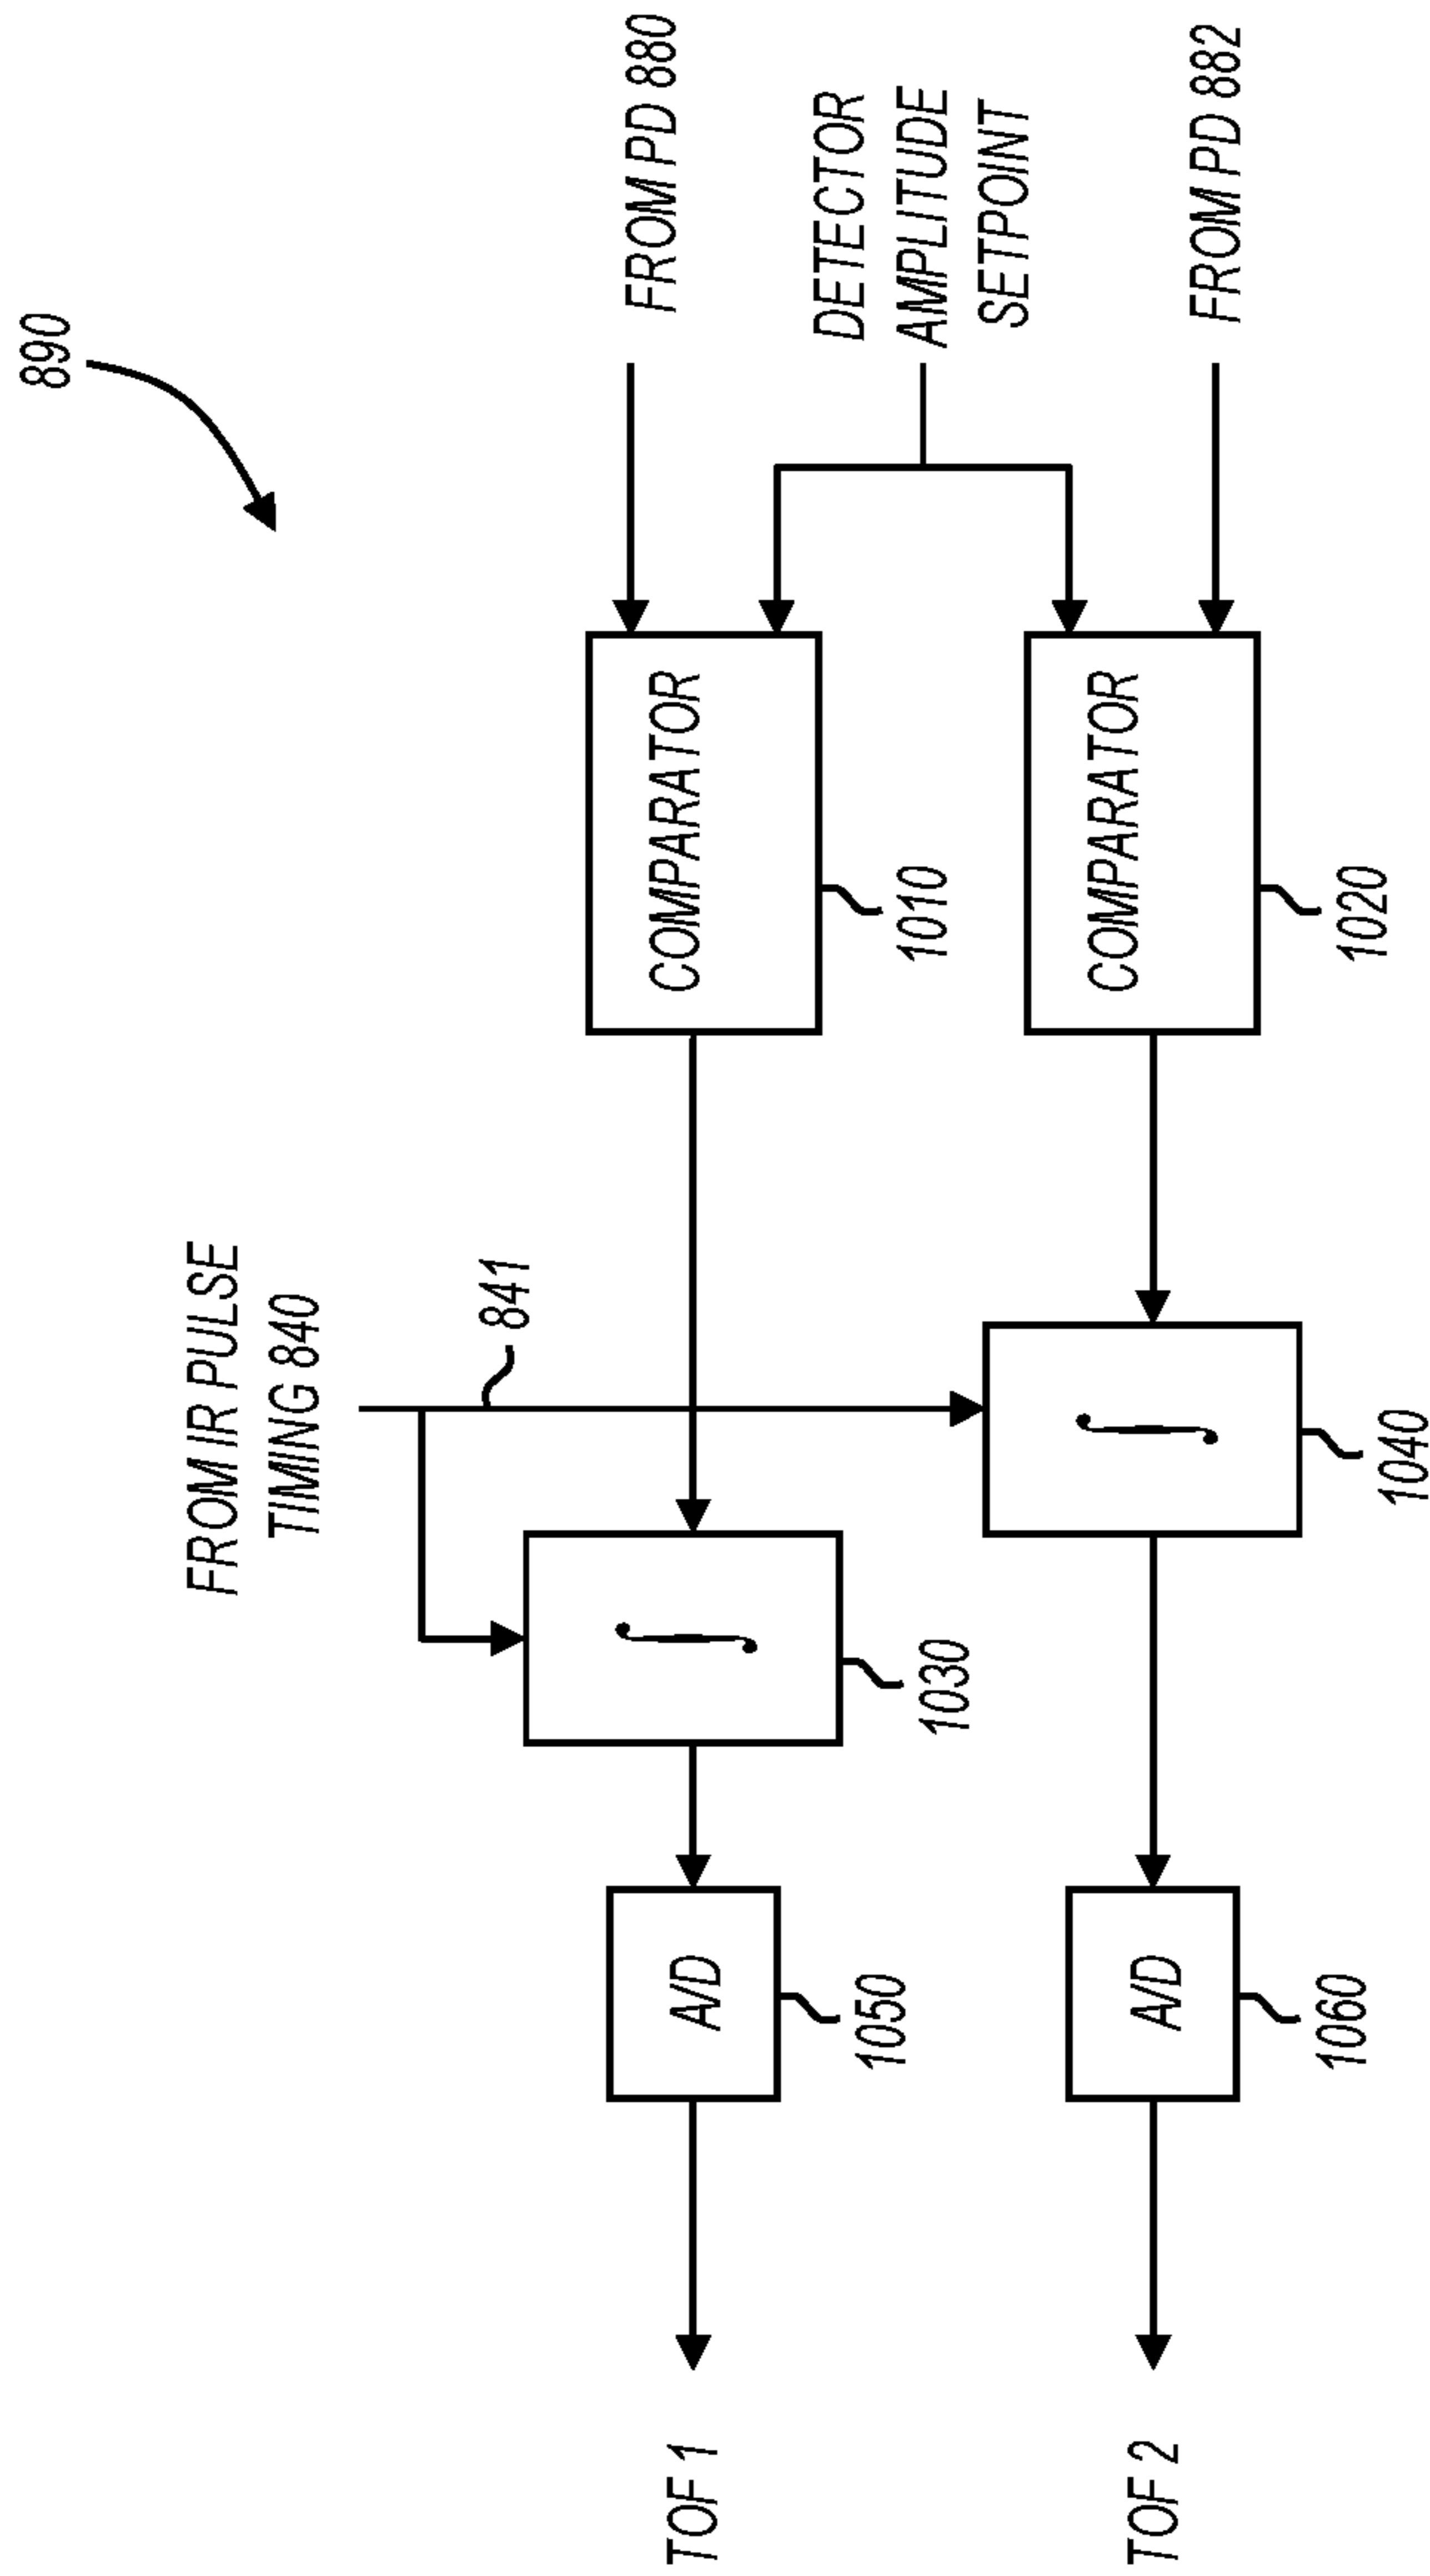 890
FROM IR PULSE
TIMING 840
841
TOF 1
A/D
1050
∫
1030
COMPARATOR
1010
FROM PD 880
DETECTOR
AMPLITUDE
SETPOINT
TOF 2
A/D
1060
∫
1040
COMPARATOR
1020
FROM PD 882